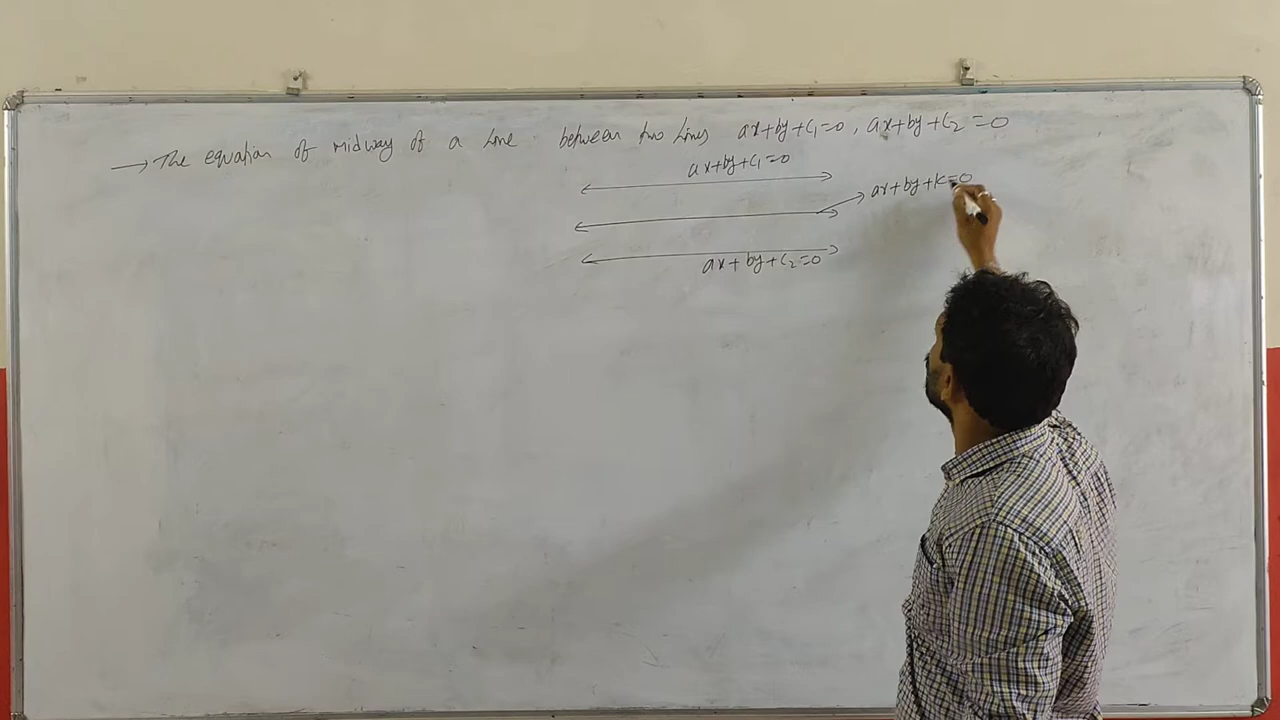 → The equation of midway of a line between two lines ax+by+c₁=0, ax+by+c₂=0
ax+by+c₁=0
ax+by+k=0
ax+by+c₂=0